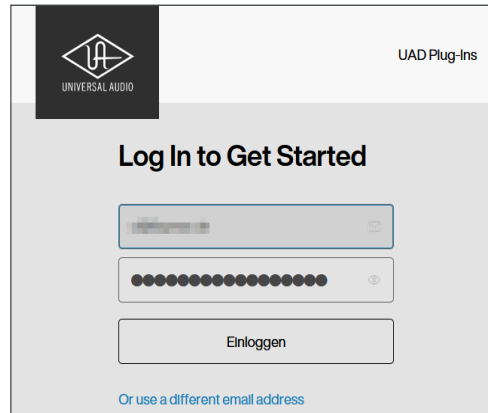 UNIVERSAL AUDIO
UAD Plug-Ins
Log In to Get Started
●●●●●●●●●●●●●●●●●
Einloggen
Or use a different email address